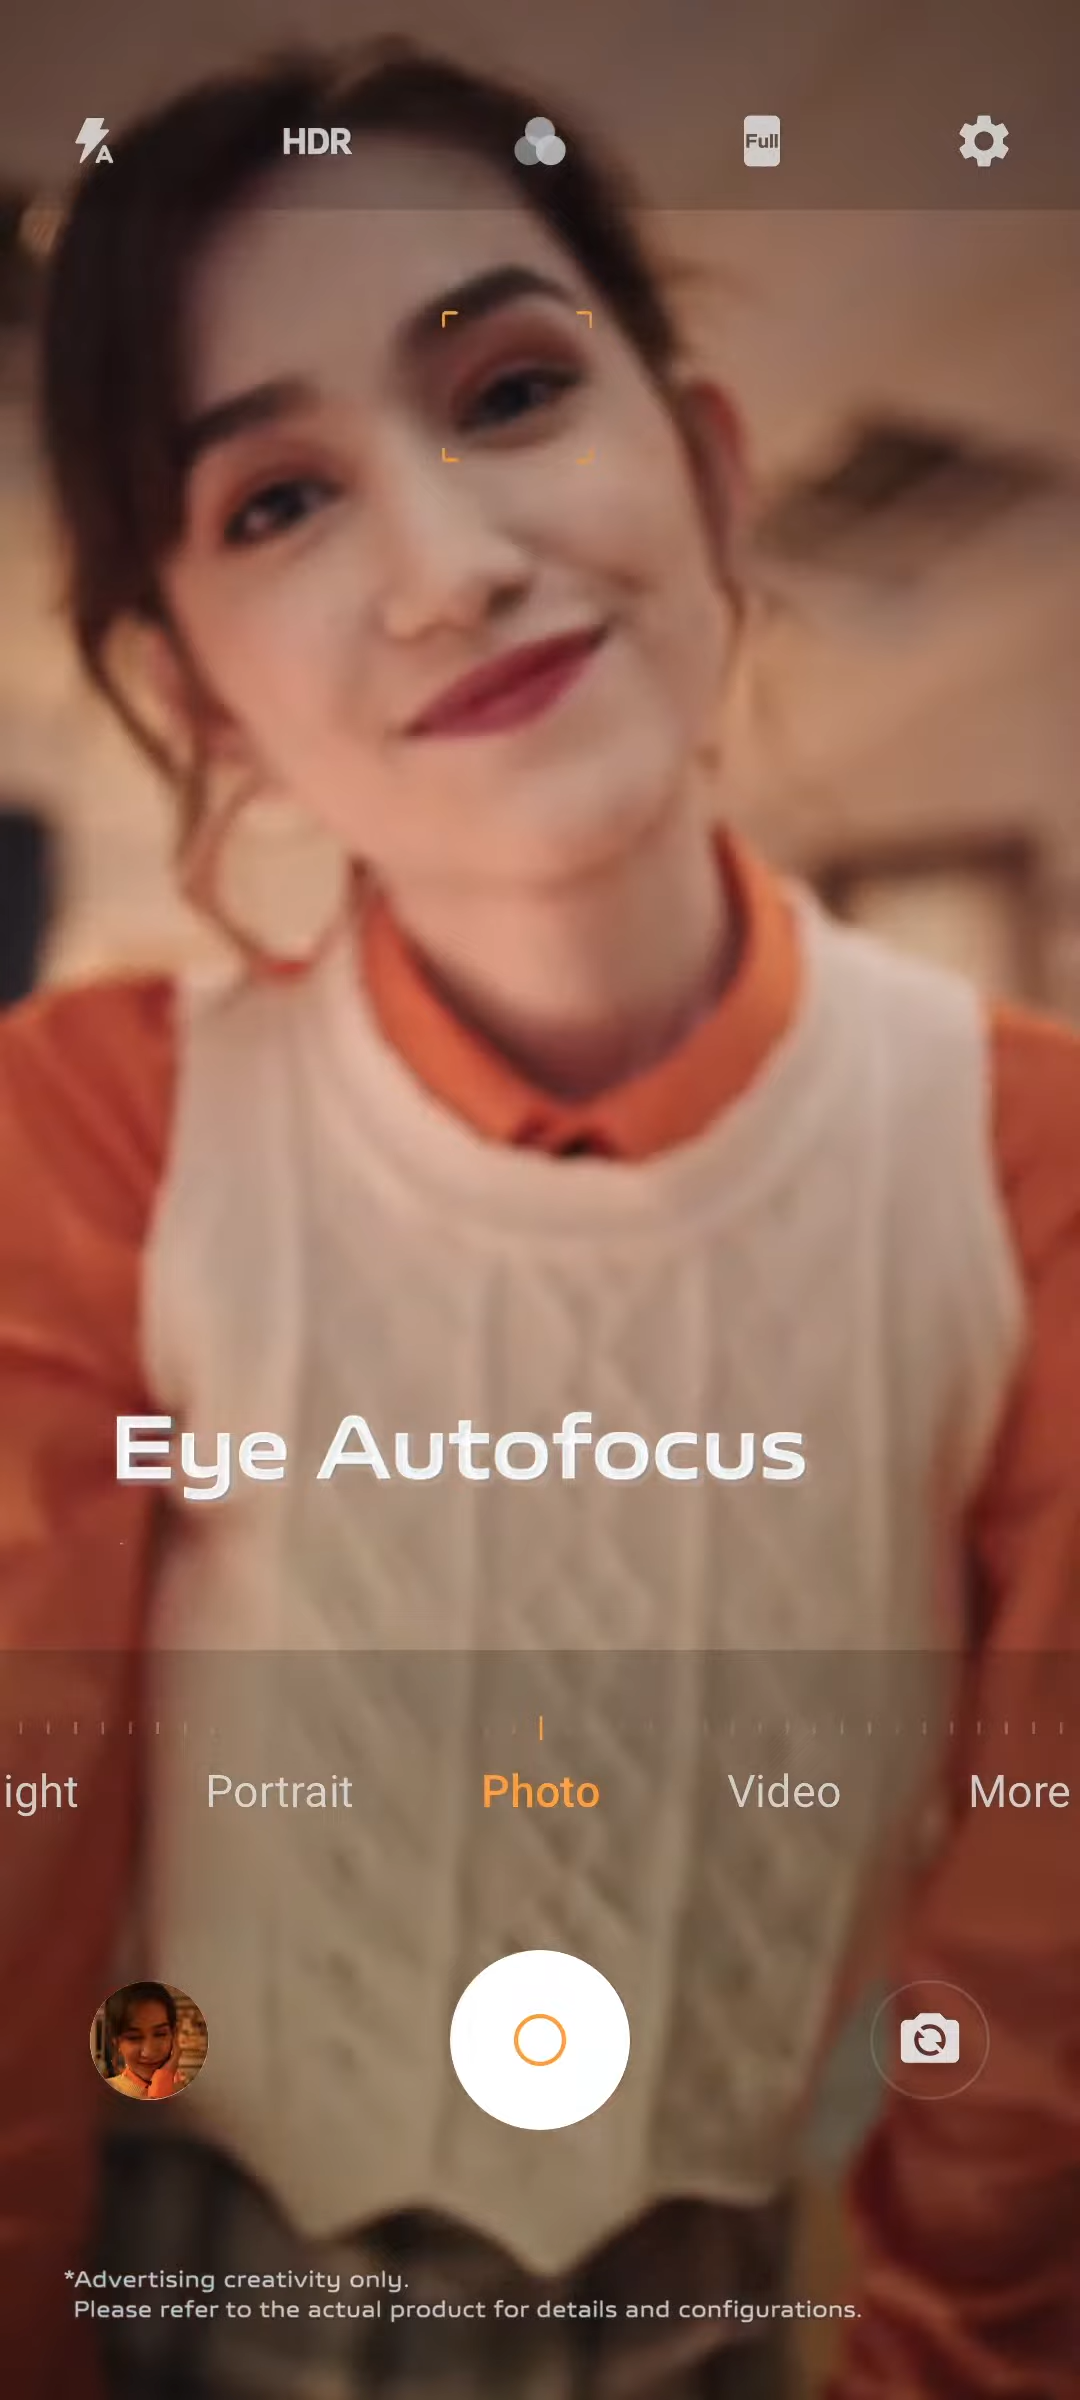 A
HDR
Full
Eye Autofocus
ight Portrait Photo Video More
*Advertising creativity only.
Please refer to the actual product for details and configurations.